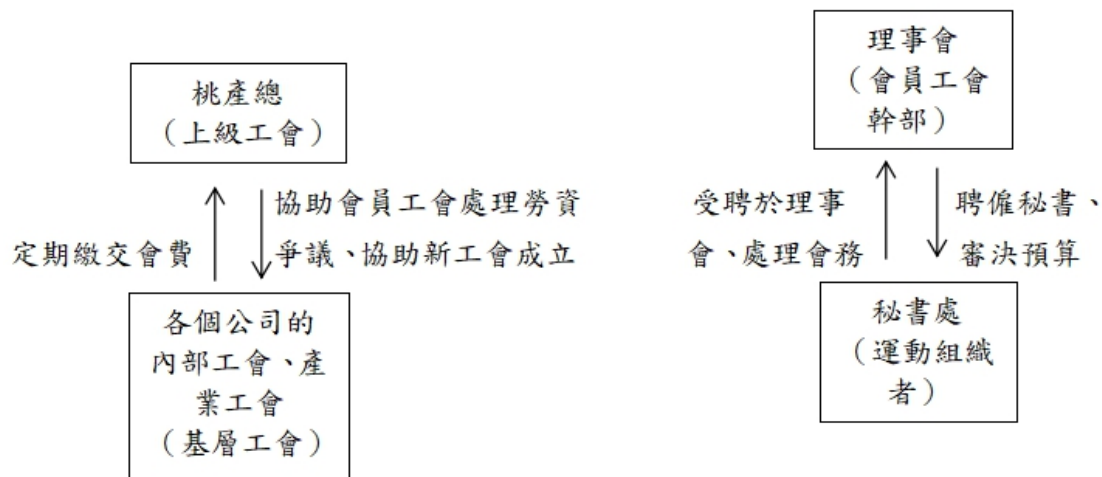 桃產總
（上級工會）
定期繳交會費
協助會員工會處理勞資
爭議、協助新工會成立
各個公司的
內部工會、產
業工會
（基層工會）
理事會
（會員工會
幹部）
受聘於理事
會、處理會務
聘僱秘書、
審決預算
秘書處
（運動組織
者）